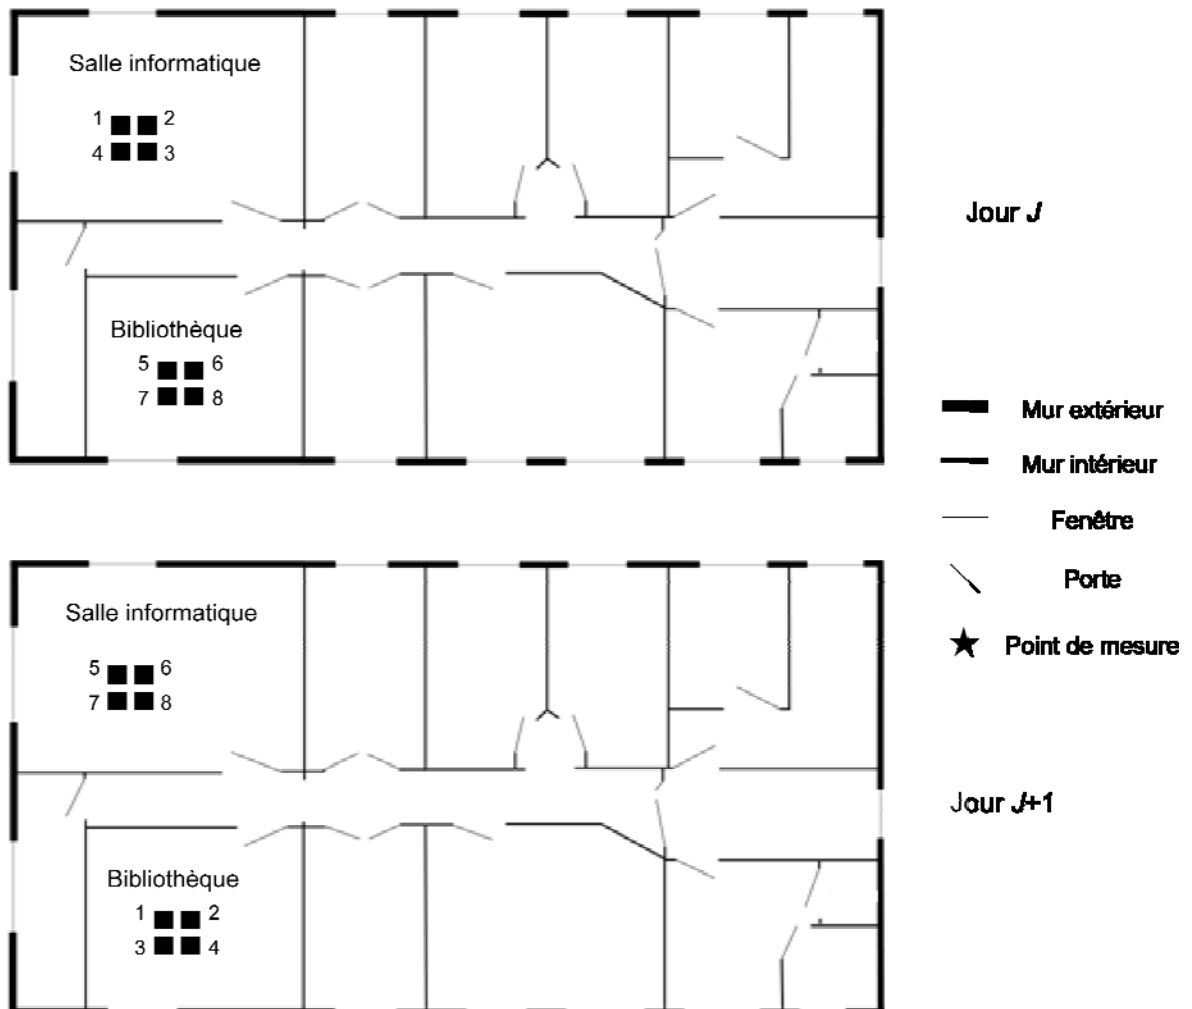 Salle informatique
1 2
4 3
Jour J
Bibliothèque
5 6
7 8
Mur extérieur
Mur intérieur
Fenêtre
Porte
Point de mesure
Salle informatique
5 6
7 8
Jour J+1
Bibliothèque
1 2
3 4